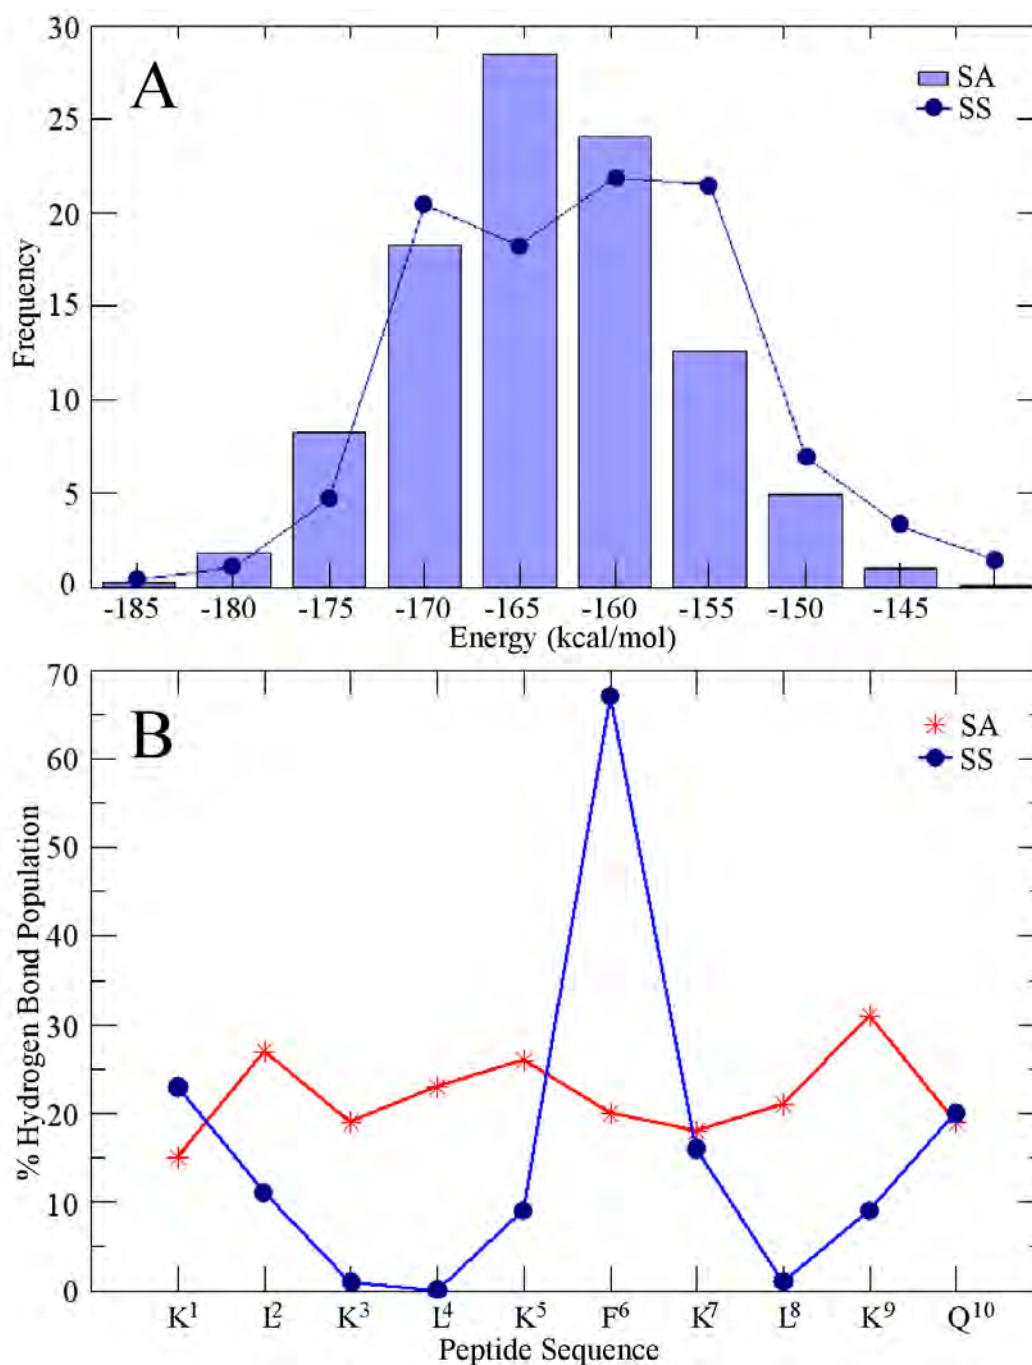 30
A
SA
SS
25
20
15
10
5
0
Frequency
-185 -180 -175 -170 -165 -160 -155 -150 -145
Energy (kcal/mol)
70
B
SA
SS
60
50
40
30
20
10
0
% Hydrogen Bond Population
K¹ L² K³ L⁴ K⁵ F⁶ K⁷ L⁸ K⁹ Q¹⁰
Peptide Sequence